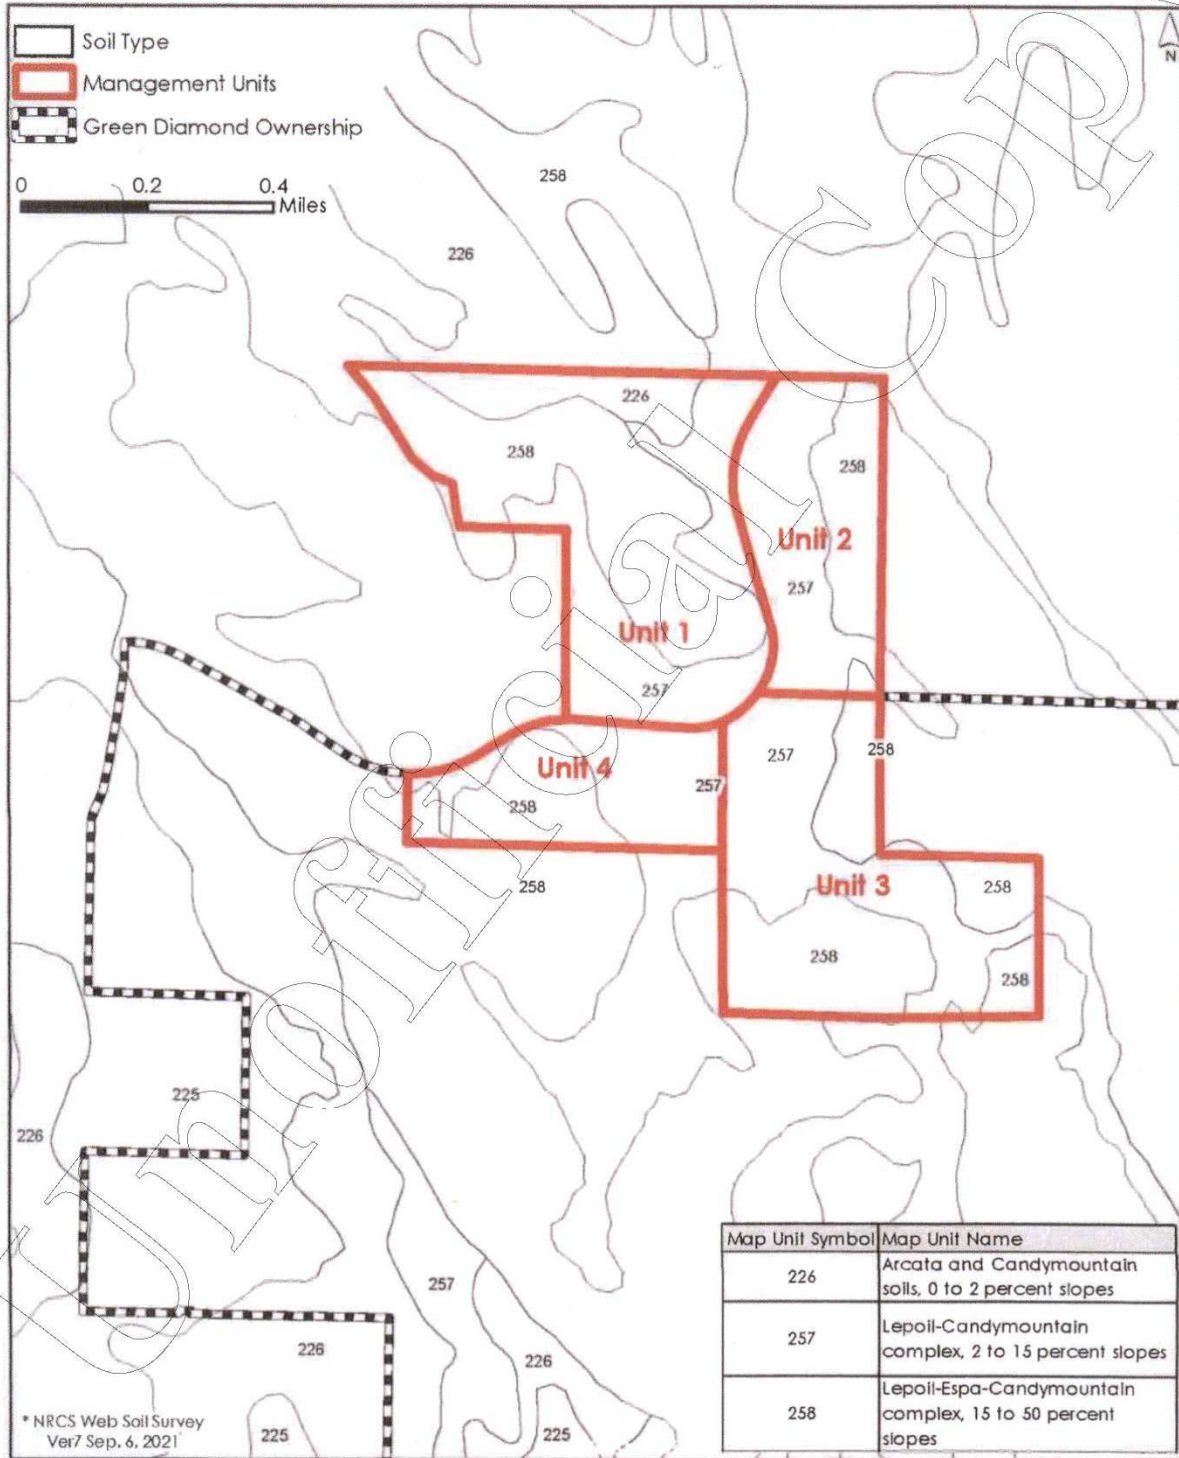 Soil Type
Management Units
Green Diamond Ownership
0 0.2 0.4
Miles
N
258
226
226
258
258
Unit 2
257
Unit 1
257
257
258
Unit 4
257
258
258
Unit 3
258
258
258
225
226
257
226
226
225
225
Unofficial Copy
Map Unit Symbol Map Unit Name
226 Arcata and Candymountain
soils, 0 to 2 percent slopes
257 Lepoil-Candymountain
complex, 2 to 15 percent slopes
258 Lepoil-Espa-Candymountain
complex, 15 to 50 percent
slopes
* NRCS Web Soil Survey
Ver7 Sep. 6, 2021